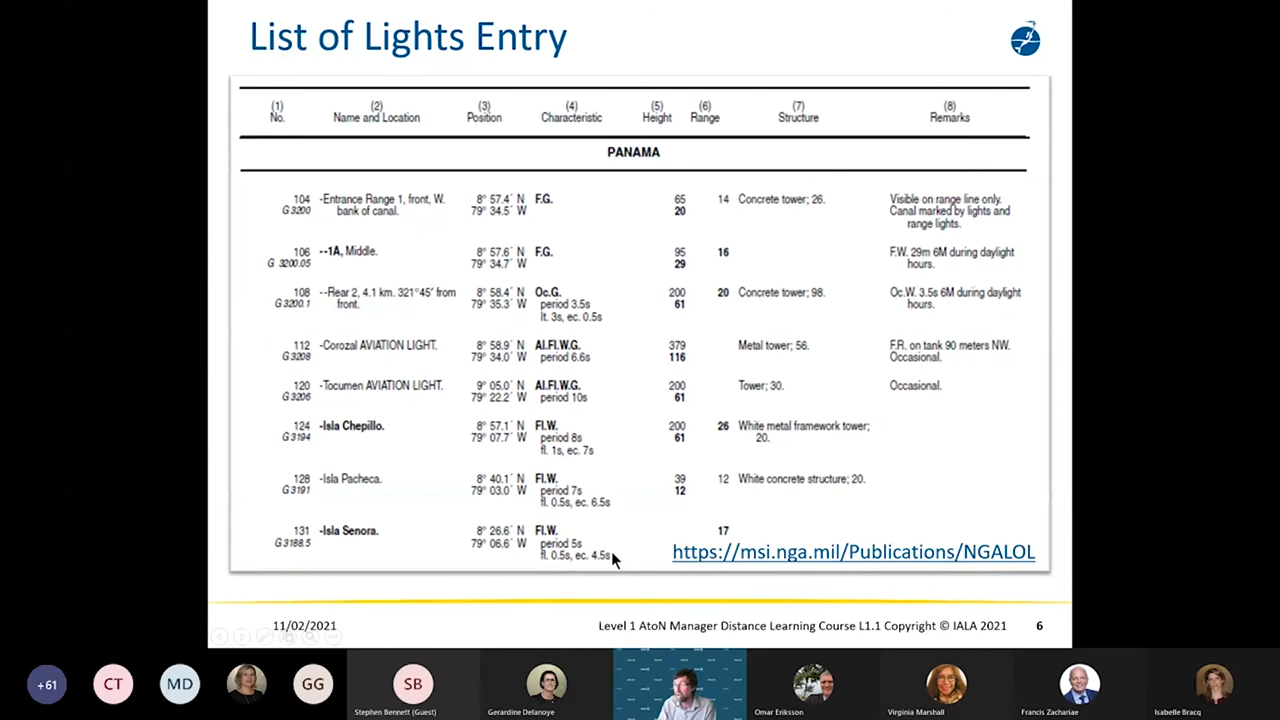 List of Lights Entry
(1) (2) (3) (4) (5) (6) (7) (8)
No. Name and Location Position Characteristic Height Range Structure Remarks
PANAMA
104 -Entrance Range 1, front, W. 8° 57.4´ N F.G. 65 14 Concrete tower; 26. Visible on range line only.
G 3200 bank of canal. 79° 34.5´ W 20 Canal marked by lights and
range lights.
106 --1A, Middle. 8° 57.6´ N F.G. 95 16 F.W. 29m 6M during daylight
G 3200.05 79° 34.7´ W 29 hours.
108 --Rear 2, 4.1 km. 321°45´ from 8° 58.4´ N Oc.G. 200 20 Concrete tower; 98. Oc.W. 3.5s 6M during daylight
G 3200.1 front. 79° 35.3´ W period 3.5s 61 hours.
lt. 3s, ec. 0.5s
112 -Corozal AVIATION LIGHT. 8° 58.9´ N Al.Fl.W.G. 379 Metal tower; 56. F.R. on tank 90 meters NW.
G 3208 79° 34.0´ W period 6.6s 116 Occasional.
120 -Tocumen AVIATION LIGHT. 9° 05.0´ N Al.Fl.W.G. 200 Tower; 30. Occasional.
G 3206 79° 22.2´ W period 10s 61
124 -Isla Chepillo. 8° 57.1´ N Fl.W. 200 26 White metal framework tower;
G 3194 79° 07.7´ W period 8s 61 20.
fl. 1s, ec. 7s
128 -Isla Pacheca. 8° 40.1´ N Fl.W. 39 12 White concrete structure; 20.
G 3191 79° 03.0´ W period 7s 12
fl. 0.5s, ec. 6.5s
131 -Isla Senora. 8° 26.6´ N Fl.W. 17
G 3188.5 79° 06.6´ W period 5s
fl. 0.5s, ec. 4.5s
https://msi.nga.mil/Publications/NGALOL
11/02/2021 Level 1 AtoN Manager Distance Learning Course L1.1 Copyright © IALA 2021 6
+61 CT MD GG SB
Stephen Bennett (Guest) Gerardine Delanoye Omar Eriksson Virginia Marshall Francis Zachariae Isabelle Bracq